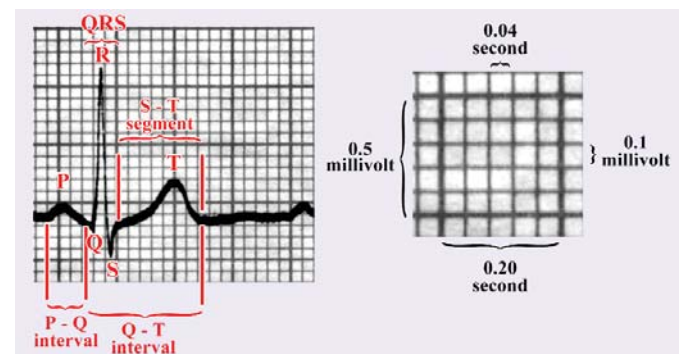 QRS
R
S - T
segment
T
P
Q
S
P - Q
interval
Q - T
interval
0.04
second
0.5
millivolt
0.1
millivolt
0.20
second